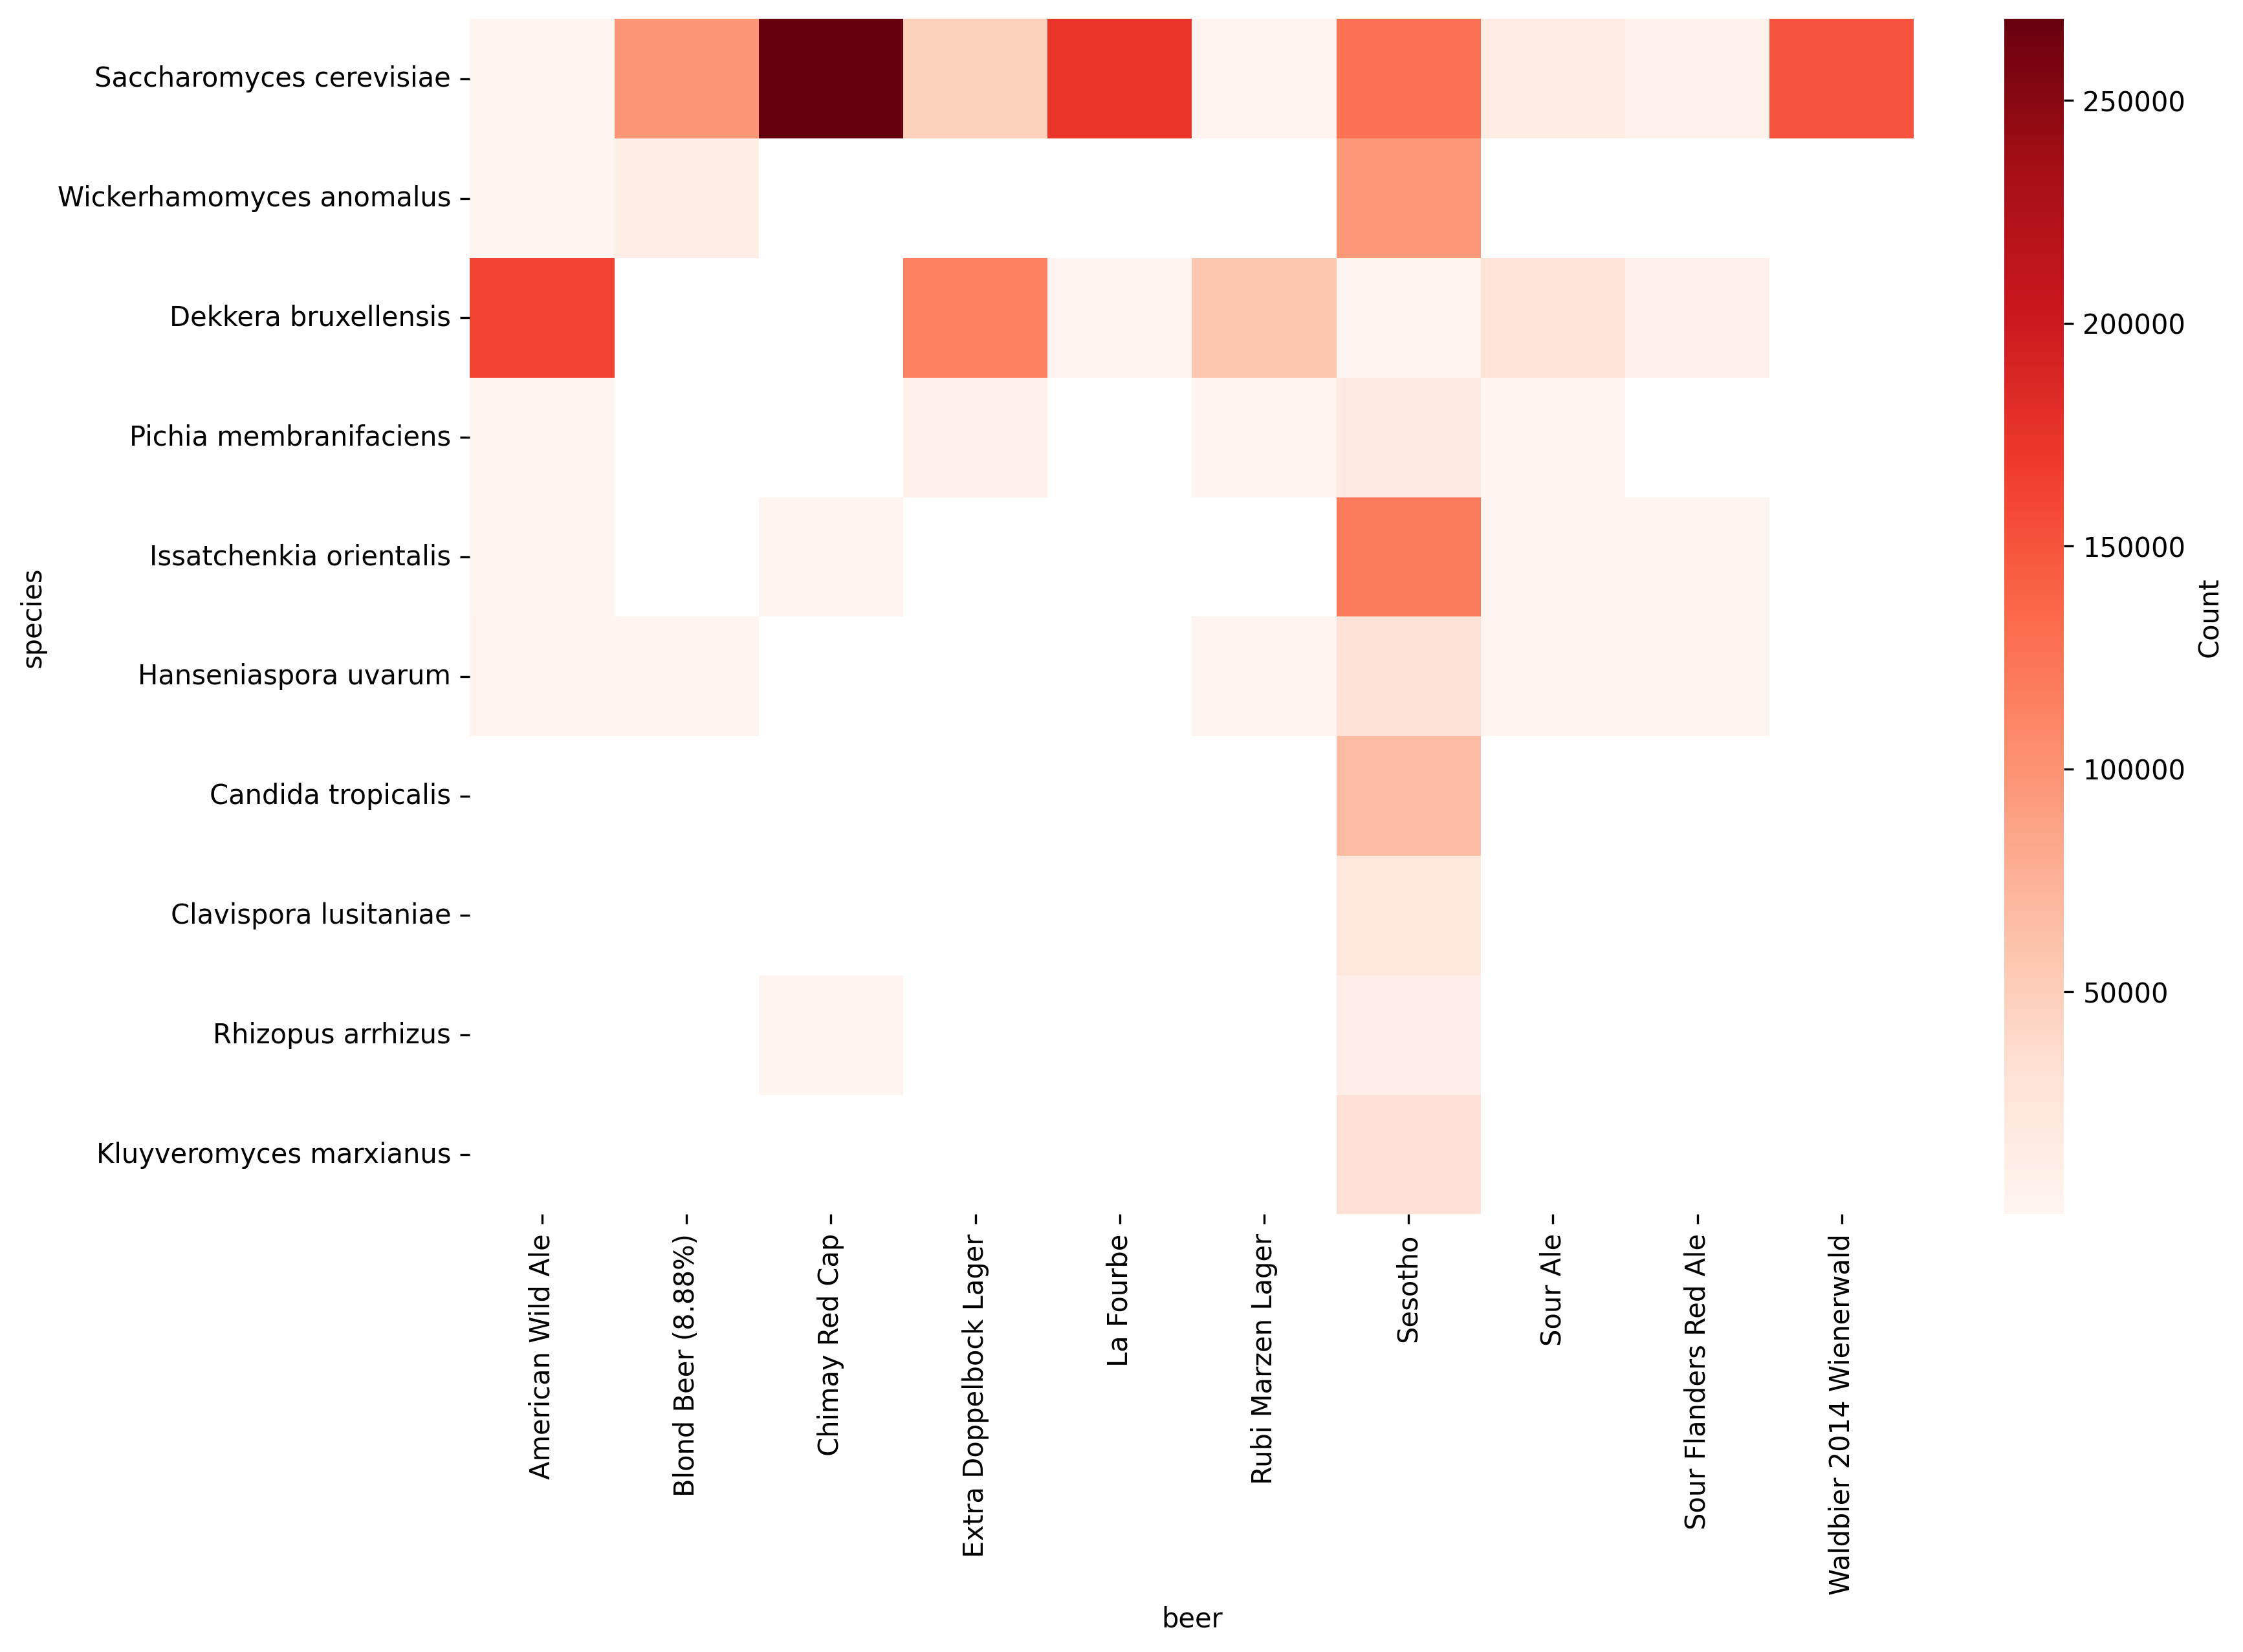 Saccharomyces cerevisiae
Wickerhamomyces anomalus
Dekkera bruxellensis
Pichia membranifaciens
Issatchenkia orientalis
Hanseniaspora uvarum
Candida tropicalis
Clavispora lusitaniae
Rhizopus arrhizus
Kluyveromyces marxianus
species
American Wild Ale
Blond Beer (8.88%)
Chimay Red Cap
Extra Doppelbock Lager
La Fourbe
Rubi Marzen Lager
Sesotho
Sour Ale
Sour Flanders Red Ale
Waldbier 2014 Wienerwald
beer
250000
200000
150000
100000
50000
Count